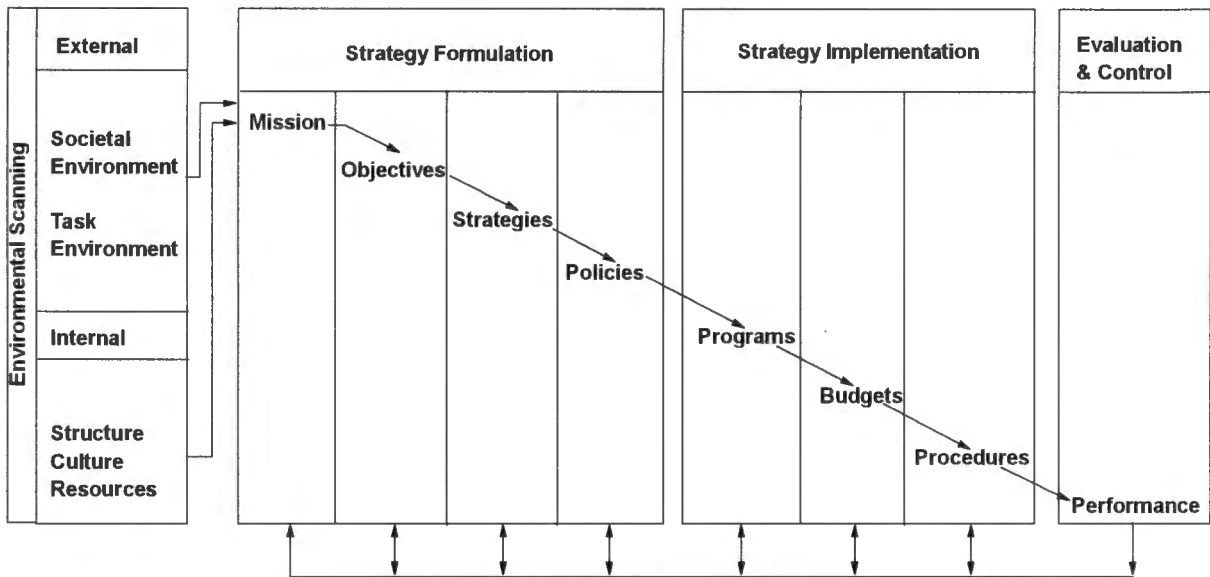 Environmental Scanning
External
Societal
Environment
Task
Environment
Internal
Structure
Culture
Resources
Strategy Formulation
Mission
Objectives
Strategies
Policies
Strategy Implementation
Programs
Budgets
Procedures
Evaluation
& Control
Performance